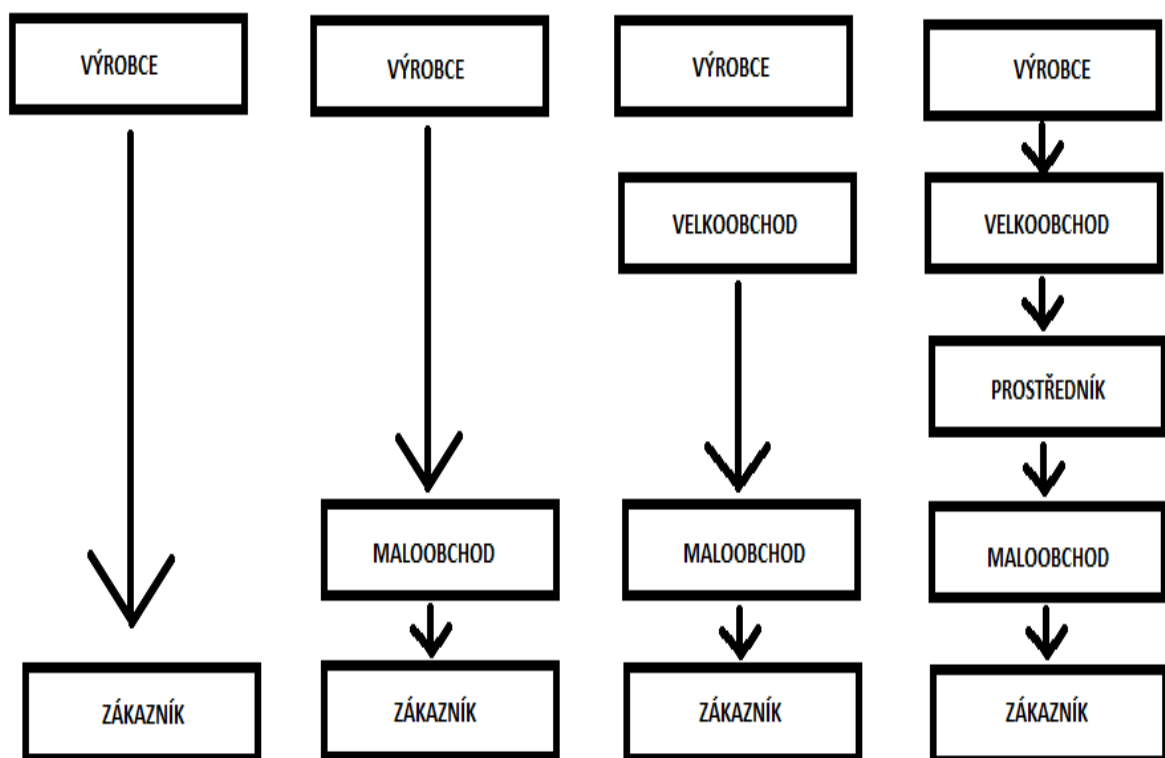 VÝROBCE
VÝROBCE
VÝROBCE
VÝROBCE
VELKOOBCHOD
VELKOOBCHOD
PROSTŘEDNÍK
MALOOBCHOD
MALOOBCHOD
MALOOBCHOD
ZÁKAZNÍK
ZÁKAZNÍK
ZÁKAZNÍK
ZÁKAZNÍK